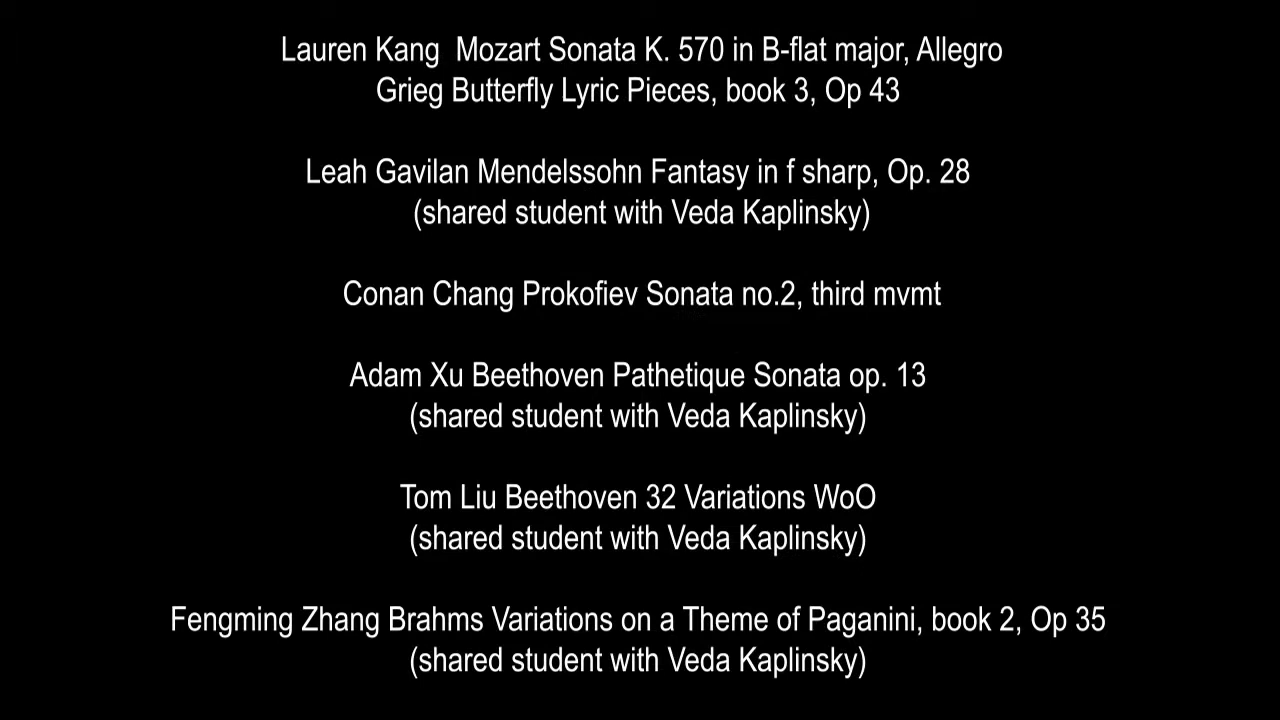 Lauren Kang  Mozart Sonata K. 570 in B-flat major, Allegro
Grieg Butterfly Lyric Pieces, book 3, Op 43
Leah Gavilan Mendelssohn Fantasy in f sharp, Op. 28
(shared student with Veda Kaplinsky)
Conan Chang Prokofiev Sonata no.2, third mvmt
Adam Xu Beethoven Pathetique Sonata op. 13
(shared student with Veda Kaplinsky)
Tom Liu Beethoven 32 Variations WoO
(shared student with Veda Kaplinsky)
Fengming Zhang Brahms Variations on a Theme of Paganini, book 2, Op 35
(shared student with Veda Kaplinsky)